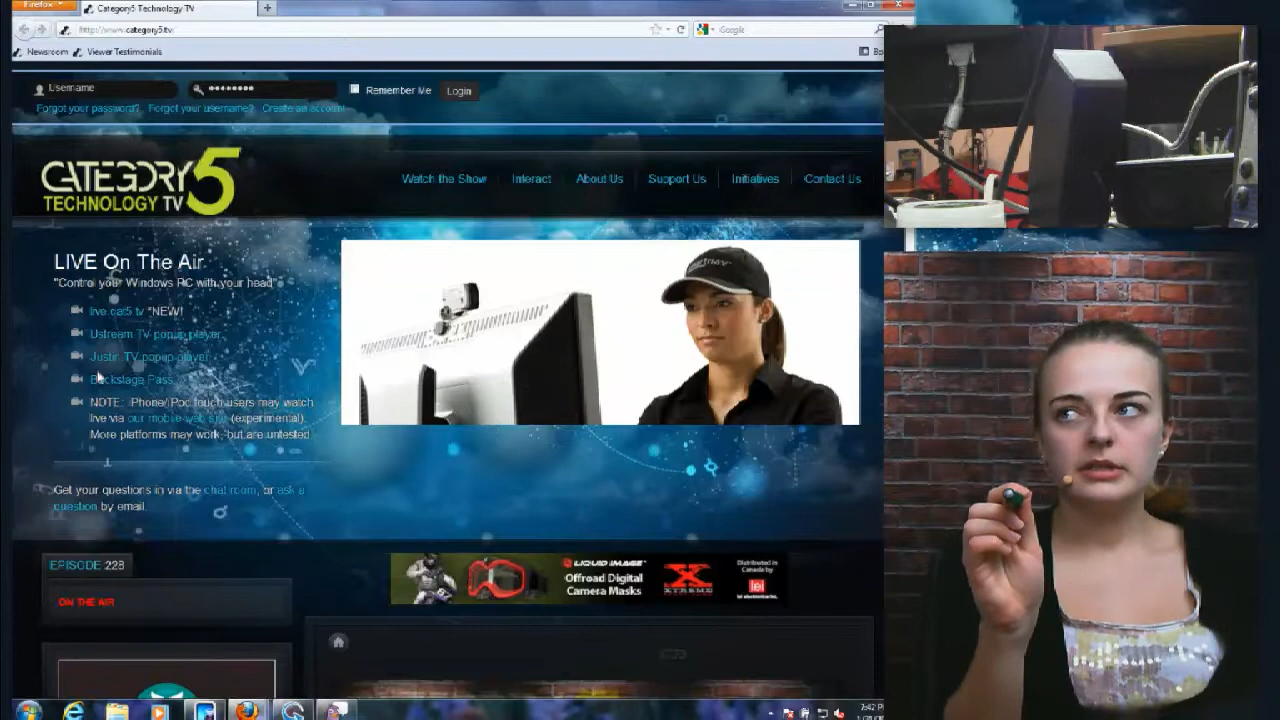 Firefox
Category5 Technology TV
http://www.category5.tv
Google
Newsroom
Viewer Testimonials
Username
Remember Me
Login
Forgot your password? Forgot your username? Create an account
CATEGORY 5
TECHNOLOGY TV
Watch the Show
Interact
About Us
Support Us
Initiatives
Contact Us
LIVE On The Air
"Control your Windows PC with your head"
live.cat5.tv *NEW!
Ustream TV popup player
Justin TV popup player
Backstage Pass
NOTE: iPhone/iPod touch users may watch
live via our mobile web site (experimental).
More platforms may work, but are untested.
Get your questions in via the chat room, or ask a
question by email.
EPISODE 228
ON THE AIR
LIQUID IMAGE
Offroad Digital
Camera Masks
X
XTREME
Distributed in
Canada by
7:42 P